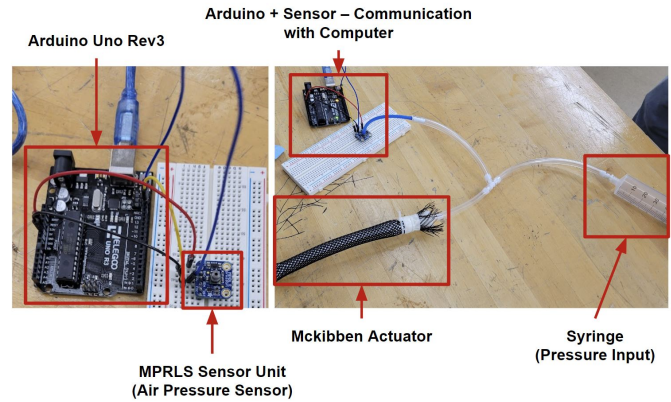 Arduino + Sensor – Communication
with Computer
Arduino Uno Rev3
ELEGOO
UNO R3
Mckibben Actuator
Syringe
(Pressure Input)
MPRLS Sensor Unit
(Air Pressure Sensor)